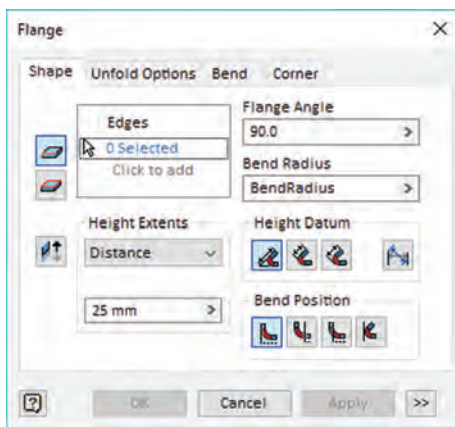 Flange
Shape Unfold Options Bend Corner
Edges
0 Selected
Click to add
Flange Angle
90.0
Bend Radius
BendRadius
Height Extents
Distance
25 mm
Height Datum
Bend Position
OK Cancel Apply >>